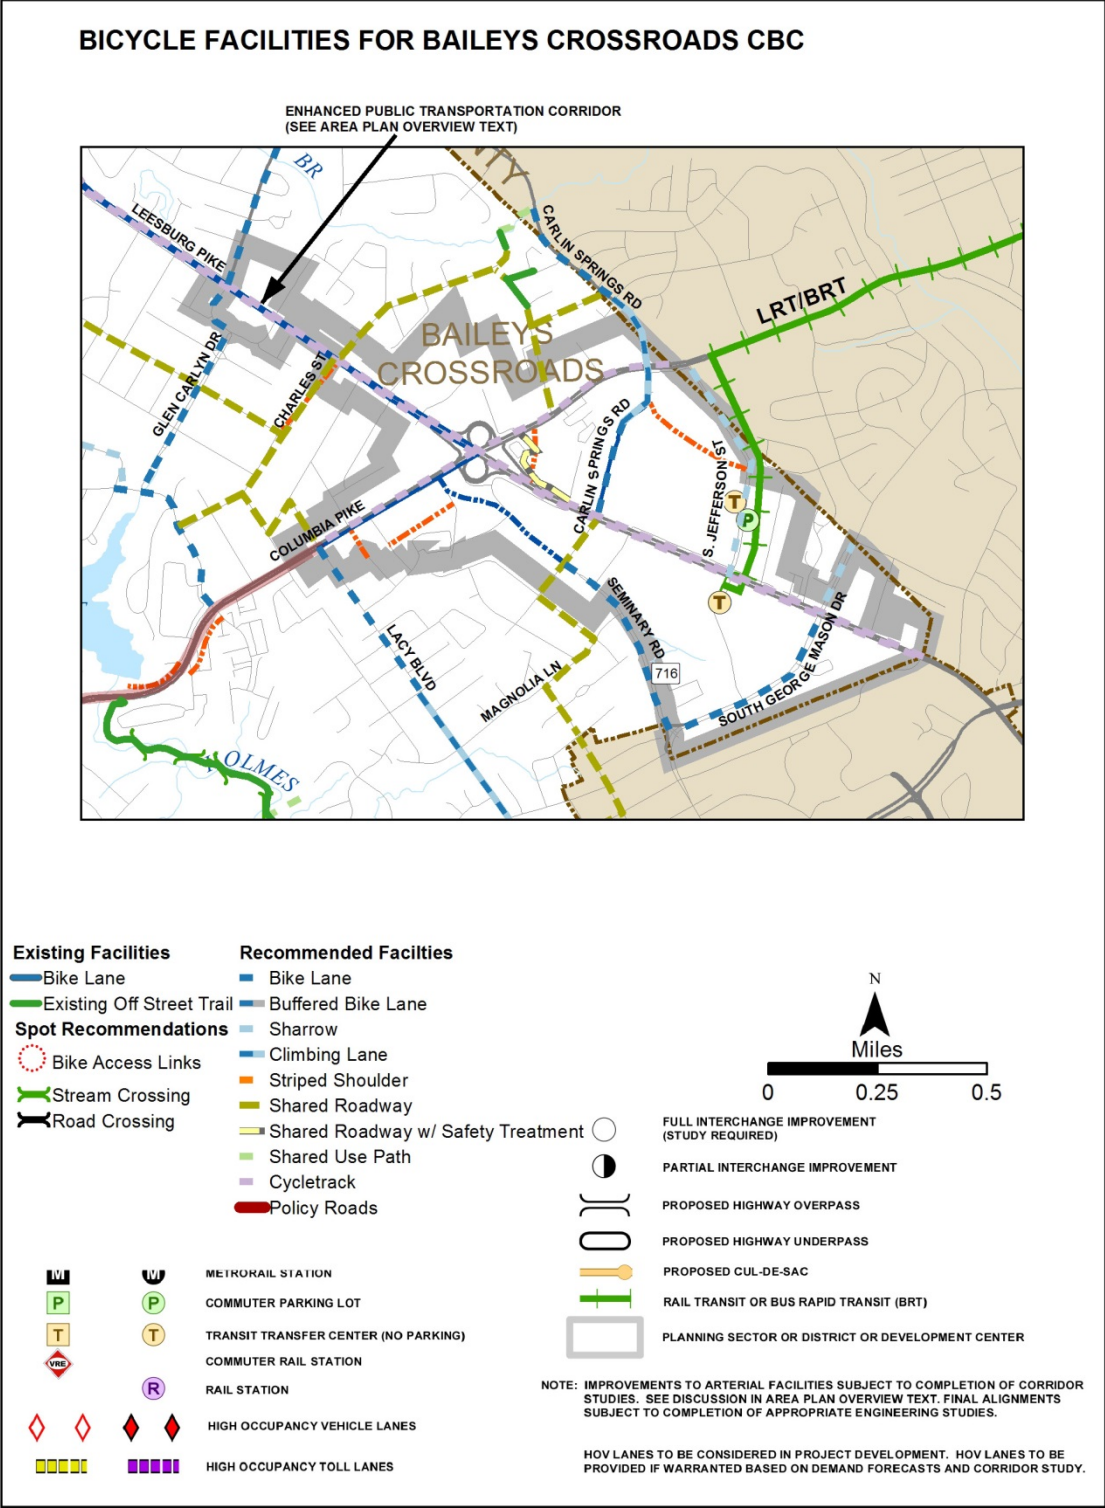 BICYCLE FACILITIES FOR BAILEYS CROSSROADS CBC
ENHANCED PUBLIC TRANSPORTATION CORRIDOR
(SEE AREA PLAN OVERVIEW TEXT)
BR
NTY
LEESBURG PIKE
CARLIN SPRINGS RD
LRT/BRT
BAILEYS
CROSSROADS
GLEN CARLYN DR
CHARLES ST
CARLIN SPRINGS RD
S. JEFFERSON ST
T
P
COLUMBIA PIKE
T
SEMINARY RD
LACY BLVD
716
MAGNOLIA LN
SOUTH GEORGE MASON DR
OLMES
Existing Facilities
Bike Lane
Existing Off Street Trail
Spot Recommendations
Bike Access Links
Stream Crossing
Road Crossing
Recommended Facilties
Bike Lane
Buffered Bike Lane
Sharrow
Climbing Lane
Striped Shoulder
Shared Roadway
Shared Roadway w/ Safety Treatment
Shared Use Path
Cycletrack
Policy Roads
N
Miles
0 0.25 0.5
FULL INTERCHANGE IMPROVEMENT
(STUDY REQUIRED)
PARTIAL INTERCHANGE IMPROVEMENT
PROPOSED HIGHWAY OVERPASS
PROPOSED HIGHWAY UNDERPASS
PROPOSED CUL-DE-SAC
RAIL TRANSIT OR BUS RAPID TRANSIT (BRT)
PLANNING SECTOR OR DISTRICT OR DEVELOPMENT CENTER
M M METRORAIL STATION
P P COMMUTER PARKING LOT
T T TRANSIT TRANSFER CENTER (NO PARKING)
VRE COMMUTER RAIL STATION
R RAIL STATION
HIGH OCCUPANCY VEHICLE LANES
HIGH OCCUPANCY TOLL LANES
NOTE: IMPROVEMENTS TO ARTERIAL FACILITIES SUBJECT TO COMPLETION OF CORRIDOR
STUDIES. SEE DISCUSSION IN AREA PLAN OVERVIEW TEXT. FINAL ALIGNMENTS
SUBJECT TO COMPLETION OF APPROPRIATE ENGINEERING STUDIES.
HOV LANES TO BE CONSIDERED IN PROJECT DEVELOPMENT. HOV LANES TO BE
PROVIDED IF WARRANTED BASED ON DEMAND FORECASTS AND CORRIDOR STUDY.